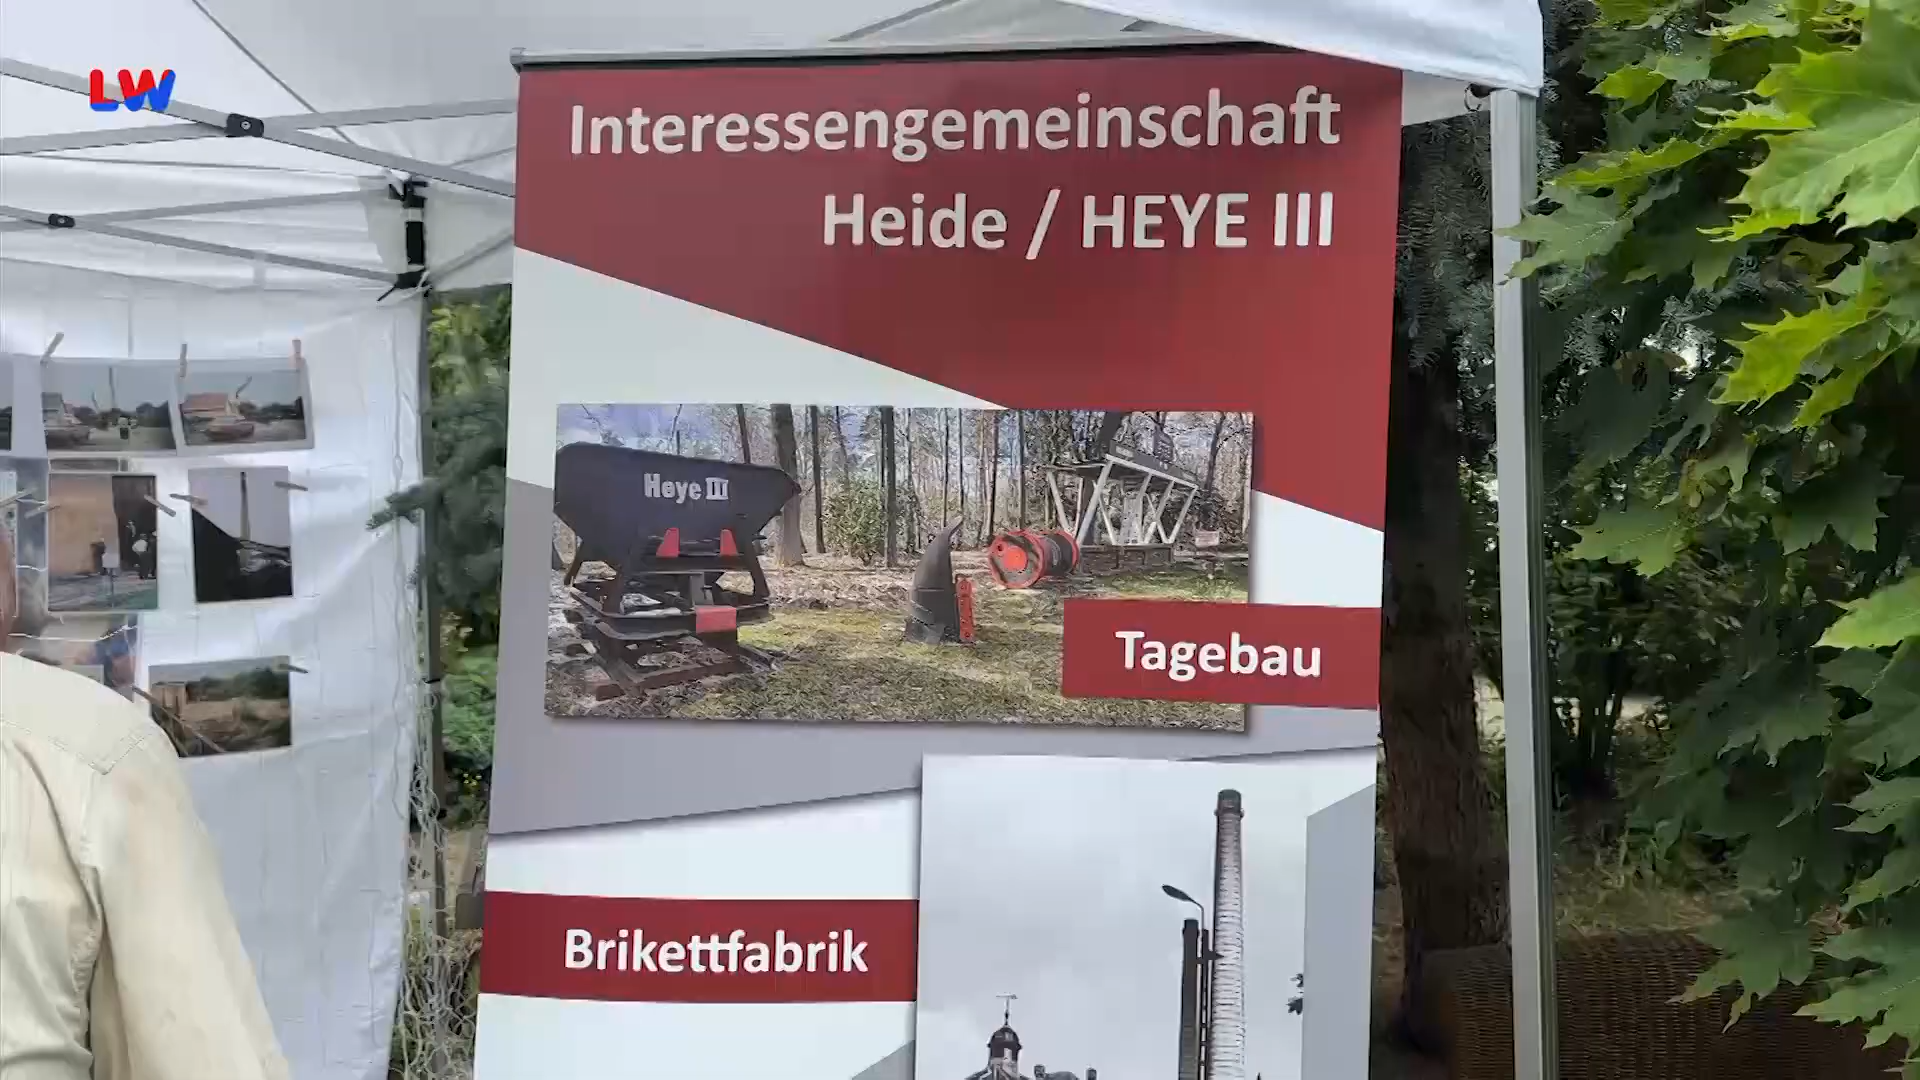 LW
Interessengemeinschaft
Heide / HEYE III
Heye III
Tagebau
Brikettfabrik